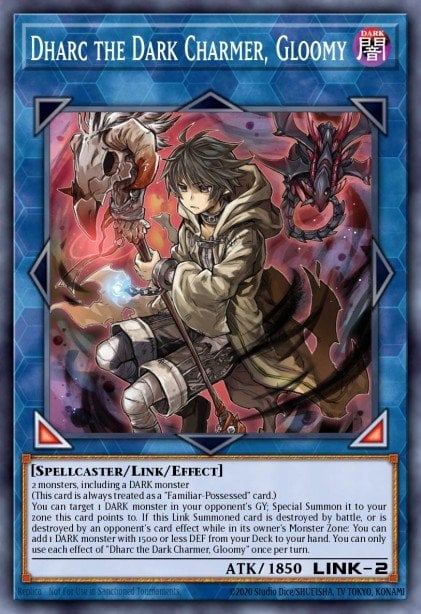 DHARC THE DARK CHARMER, GLOOMY
DARK
闇
[SPELLCASTER/LINK/EFFECT]
2 monsters, including a DARK monster
(This card is always treated as a "Familiar-Possessed" card.)
You can target 1 DARK monster in your opponent's GY; Special Summon it to
your zone this card points to. If this Link Summoned card is destroyed by battle, or is
destroyed by an opponent's card effect while in its owner's Monster Zone: You can
add 1 DARK monster with 1500 or less DEF from your Deck to your hand. You can only
use each effect of "Dharc the Dark Charmer, Gloomy" once per turn.
ATK/1850 LINK-2
Replica - Not For Use in Sanctioned Tornaments ©2020 Studio Dice/SHUEISHA, TV TOKYO, KONAMI